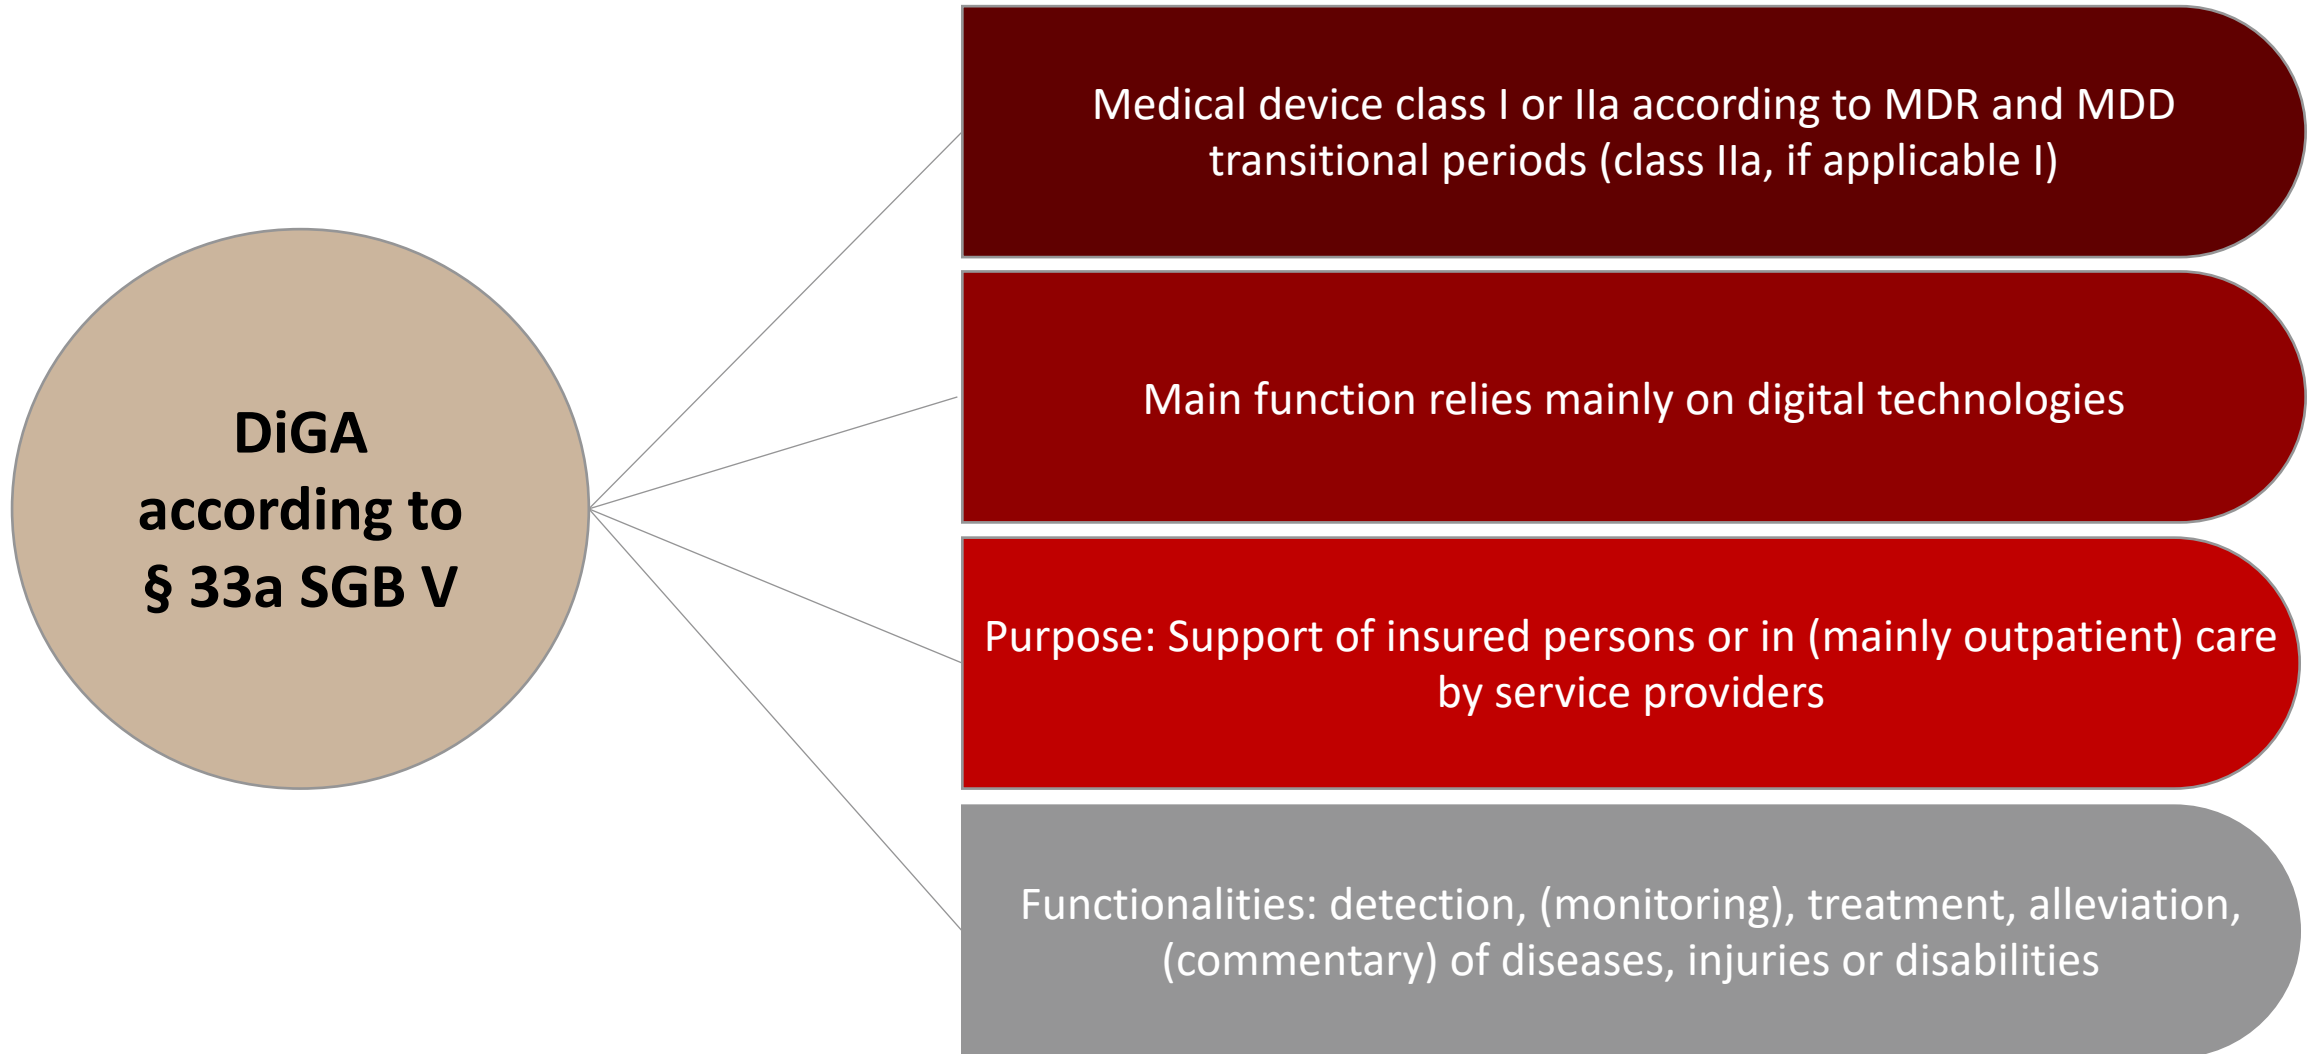 DiGA
according to
§ 33a SGB V
Medical device class I or IIa according to MDR and MDD
transitional periods (class IIa, if applicable I)
Main function relies mainly on digital technologies
Purpose: Support of insured persons or in (mainly outpatient) care
by service providers
Functionalities: detection, (monitoring), treatment, alleviation,
(commentary) of diseases, injuries or disabilities